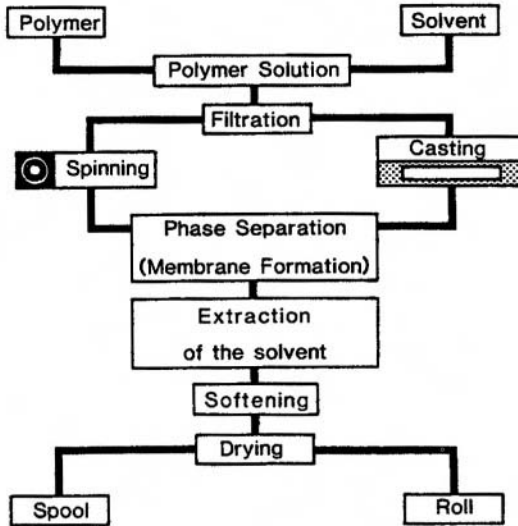 Polymer
Solvent
Polymer Solution
Filtration
Spinning
Casting
Phase Separation
(Membrane Formation)
Extraction
of the solvent
Softening
Drying
Spool
Roll